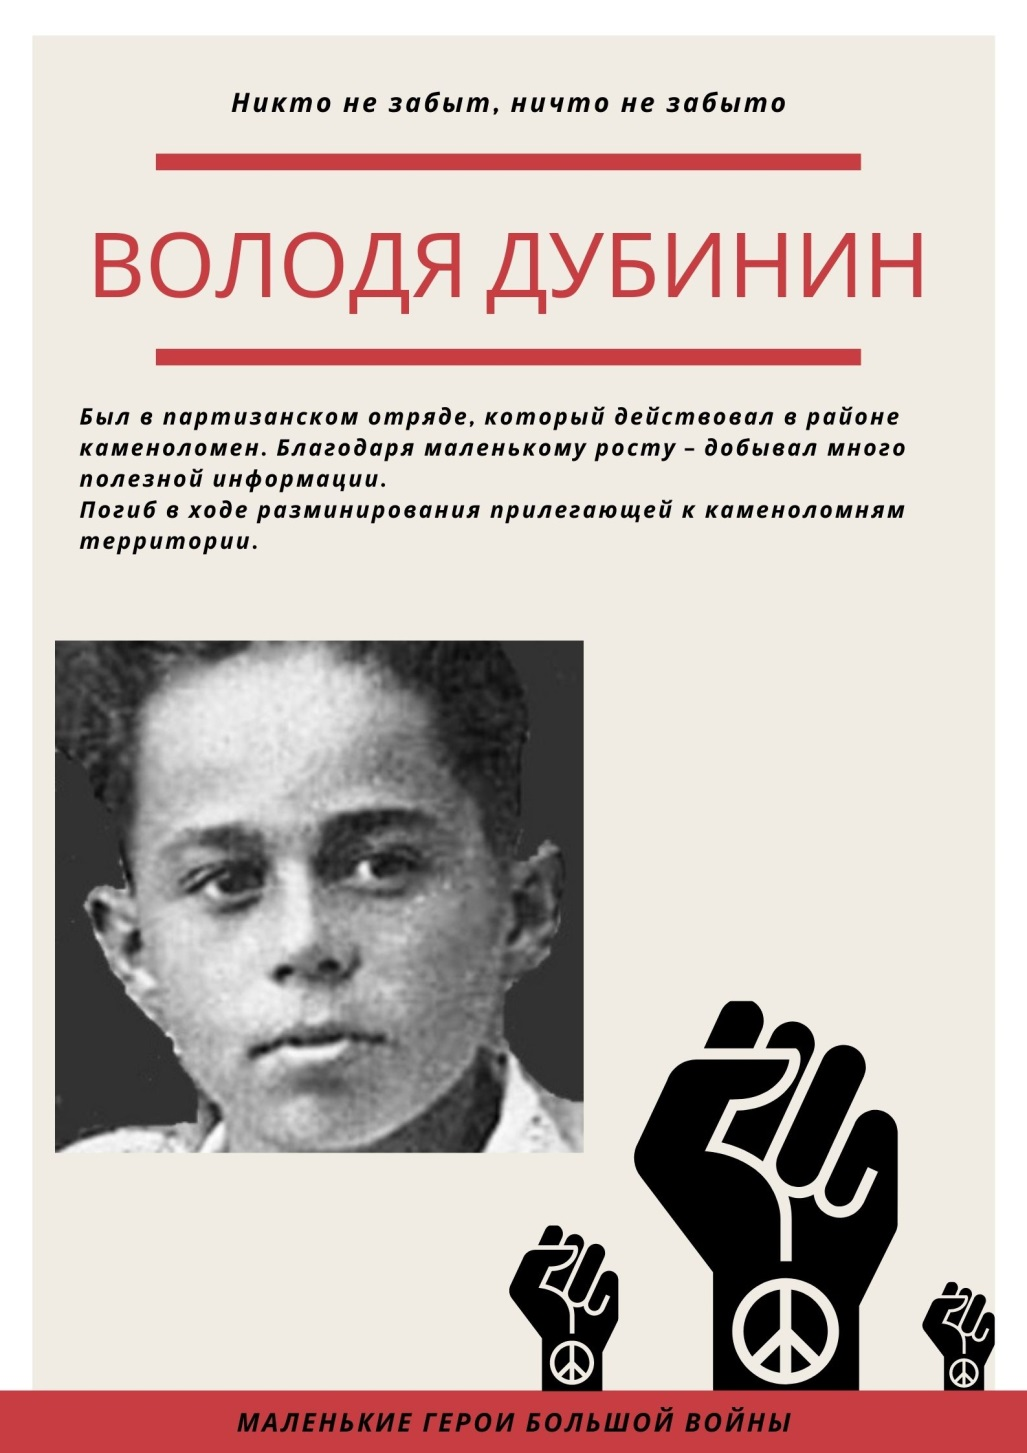 Никто не забыт, ничто не забыто
ВОЛОДЯ ДУБИНИН
Был в партизанском отряде, который действовал в районе
каменоломен. Благодаря маленькому росту – добывал много
полезной информации.
Погиб в ходе разминирования прилегающей к каменоломням
территории.
МАЛЕНЬКИЕ ГЕРОИ БОЛЬШОЙ ВОЙНЫ